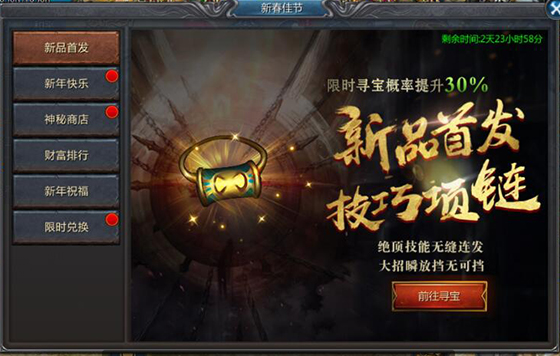 新春佳节
剩余时间:2天23小时58分
新品首发
新年快乐
神秘商店
财富排行
新年祝福
限时兑换
限时寻宝概率提升30%
新品首发
技巧项链
绝顶技能无缝连发
大招瞬放挡无可挡
前往寻宝